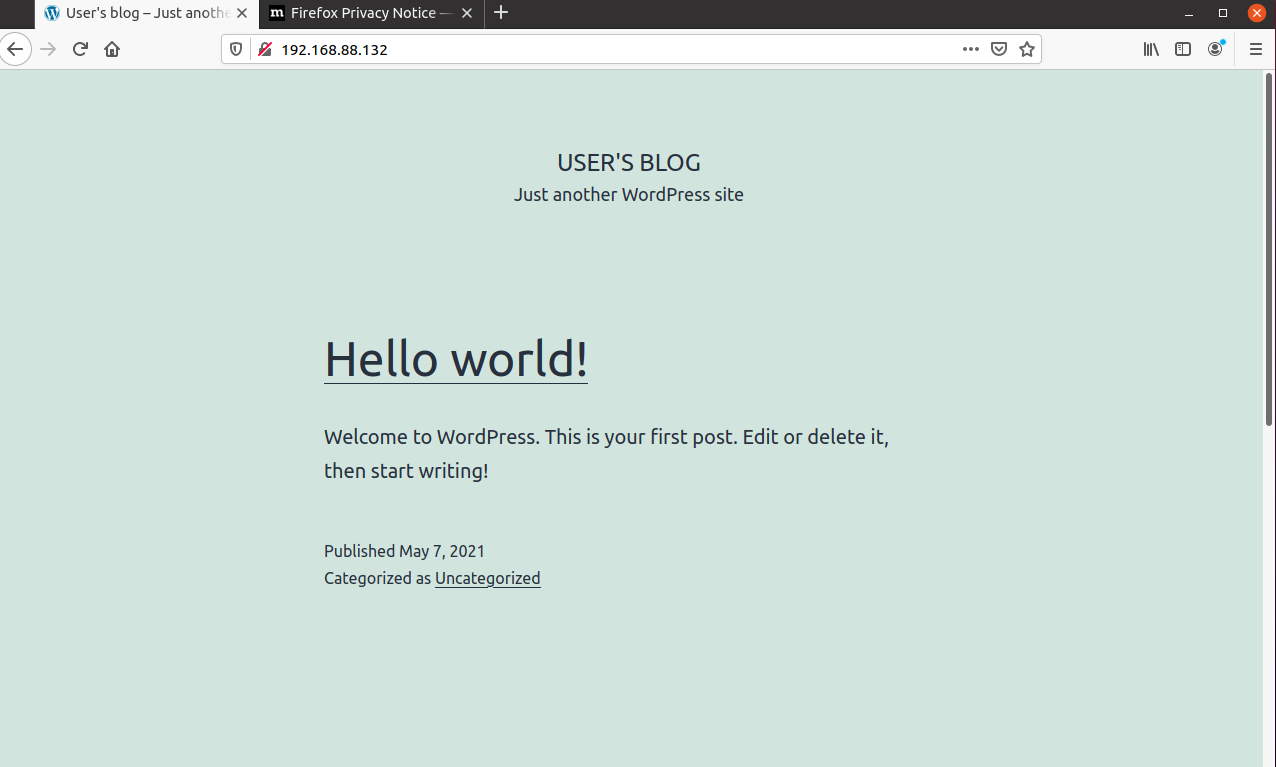 User's blog – Just anothe
m Firefox Privacy Notice —
192.168.88.132
USER'S BLOG
Just another WordPress site
Hello world!
Welcome to WordPress. This is your first post. Edit or delete it,
then start writing!
Published May 7, 2021
Categorized as Uncategorized